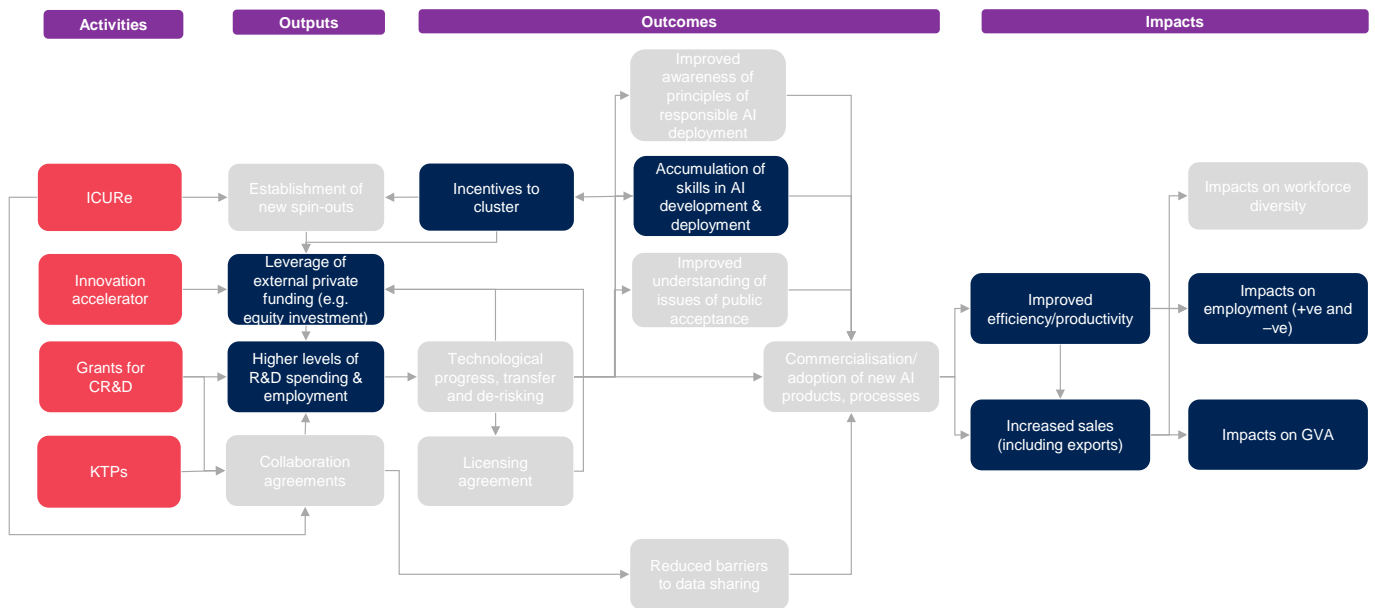 Activities
Outputs
Outcomes
Impacts
Improved
awareness of
principles of
responsible AI
deployment
ICURe
Establishment of
new spin-outs
Incentives to
cluster
Accumulation of
skills in AI
development &
deployment
Impacts on workforce
diversity
Innovation
accelerator
Leverage of
external private
funding (e.g.
equity investment)
Improved
understanding of
issues of public
acceptance
Improved
efficiency/productivity
Impacts on
employment (+ve and
–ve)
Grants for
CR&D
Higher levels of
R&D spending &
employment
Technological
progress, transfer
and de-risking
Commercialisation/
adoption of new AI
products, processes
Increased sales
(including exports)
Impacts on GVA
KTPs
Collaboration
agreements
Licensing
agreement
Reduced barriers
to data sharing